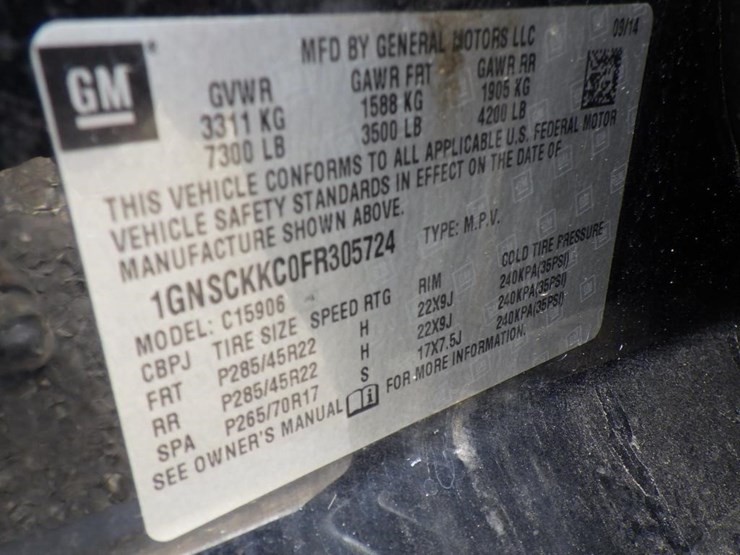 GM
MFD BY GENERAL MOTORS LLC
09/14
GVWR GAWR FRT GAWR RR
3311 KG 1588 KG 1905 KG
7300 LB 3500 LB 4200 LB
THIS VEHICLE CONFORMS TO ALL APPLICABLE U.S. FEDERAL MOTOR
VEHICLE SAFETY STANDARDS IN EFFECT ON THE DATE OF
MANUFACTURE SHOWN ABOVE.
1GNSCKKC0FR305724 TYPE: M.P.V.
MODEL: C15906
CBPJ TIRE SIZE SPEED RTG RIM COLD TIRE PRESSURE
FRT P285/45R22 H 22X9J 240KPA(35PSI)
RR P285/45R22 H 22X9J 240KPA(35PSI)
SPA P265/70R17 S 17X7.5J 240KPA(35PSI)
SEE OWNER'S MANUAL FOR MORE INFORMATION.